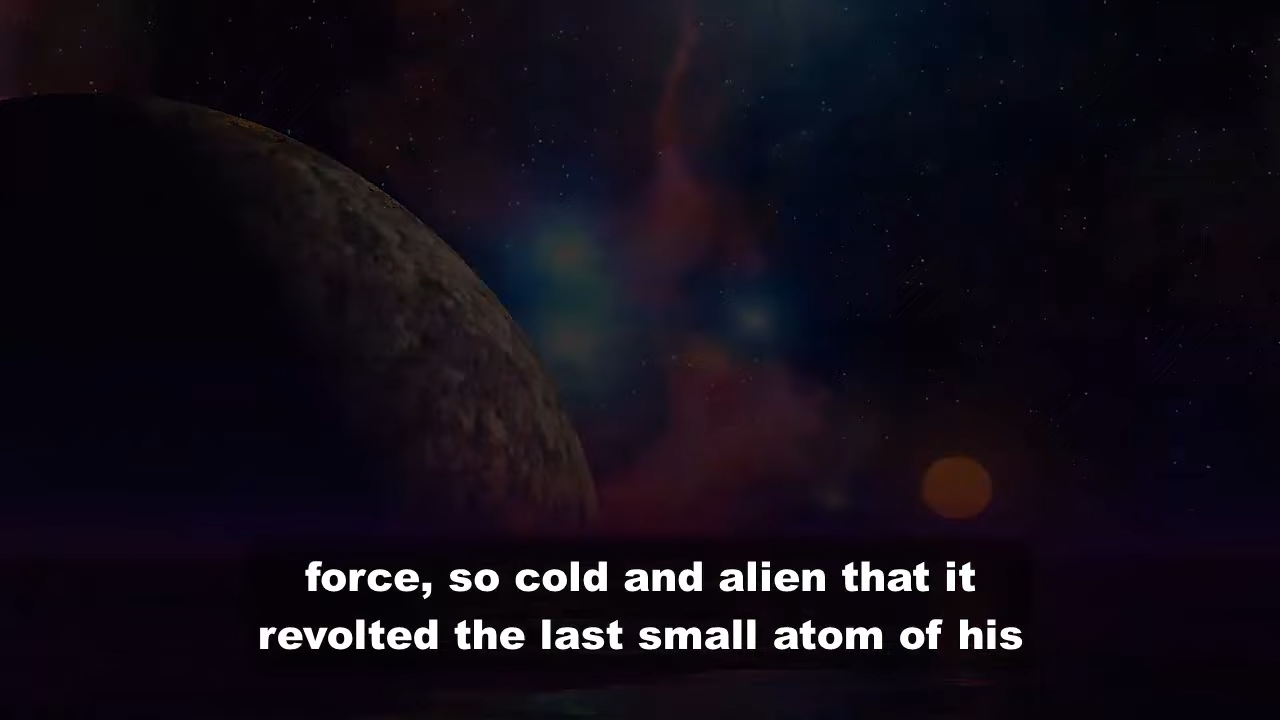 force, so cold and alien that it
revolted the last small atom of his